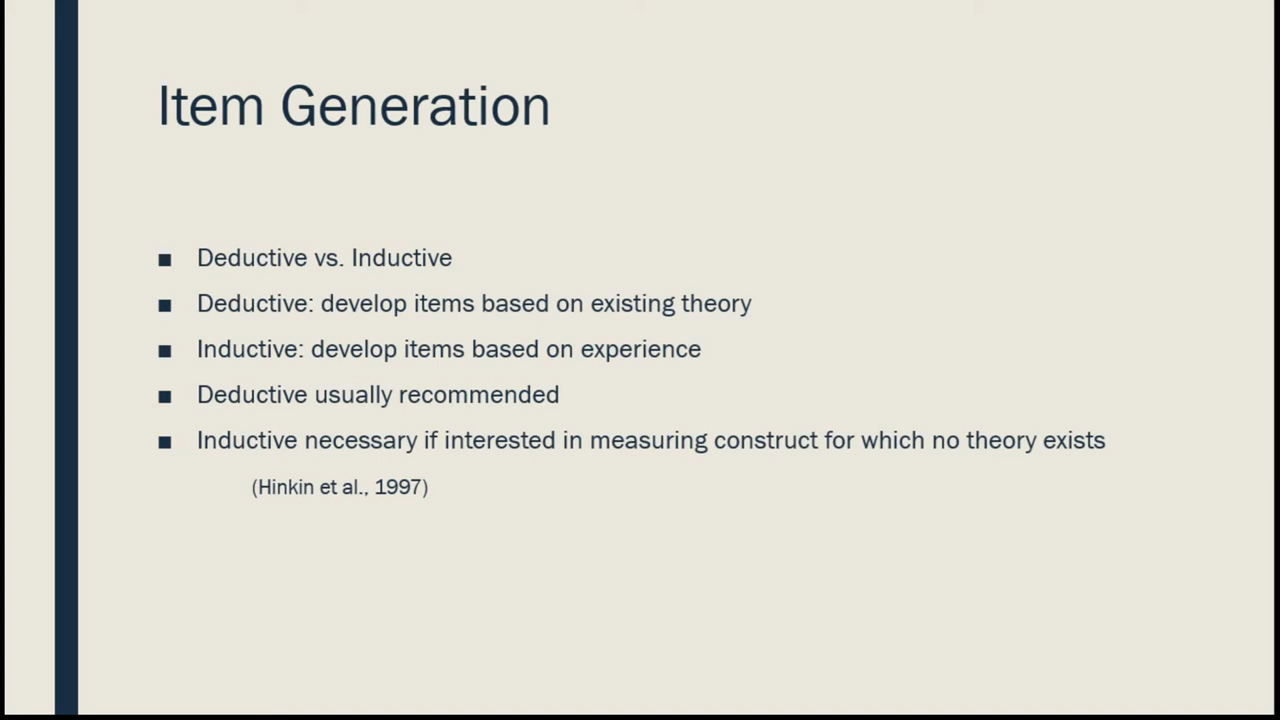 Item Generation
■ Deductive vs. Inductive
■ Deductive: develop items based on existing theory
■ Inductive: develop items based on experience
■ Deductive usually recommended
■ Inductive necessary if interested in measuring construct for which no theory exists
(Hinkin et al., 1997)